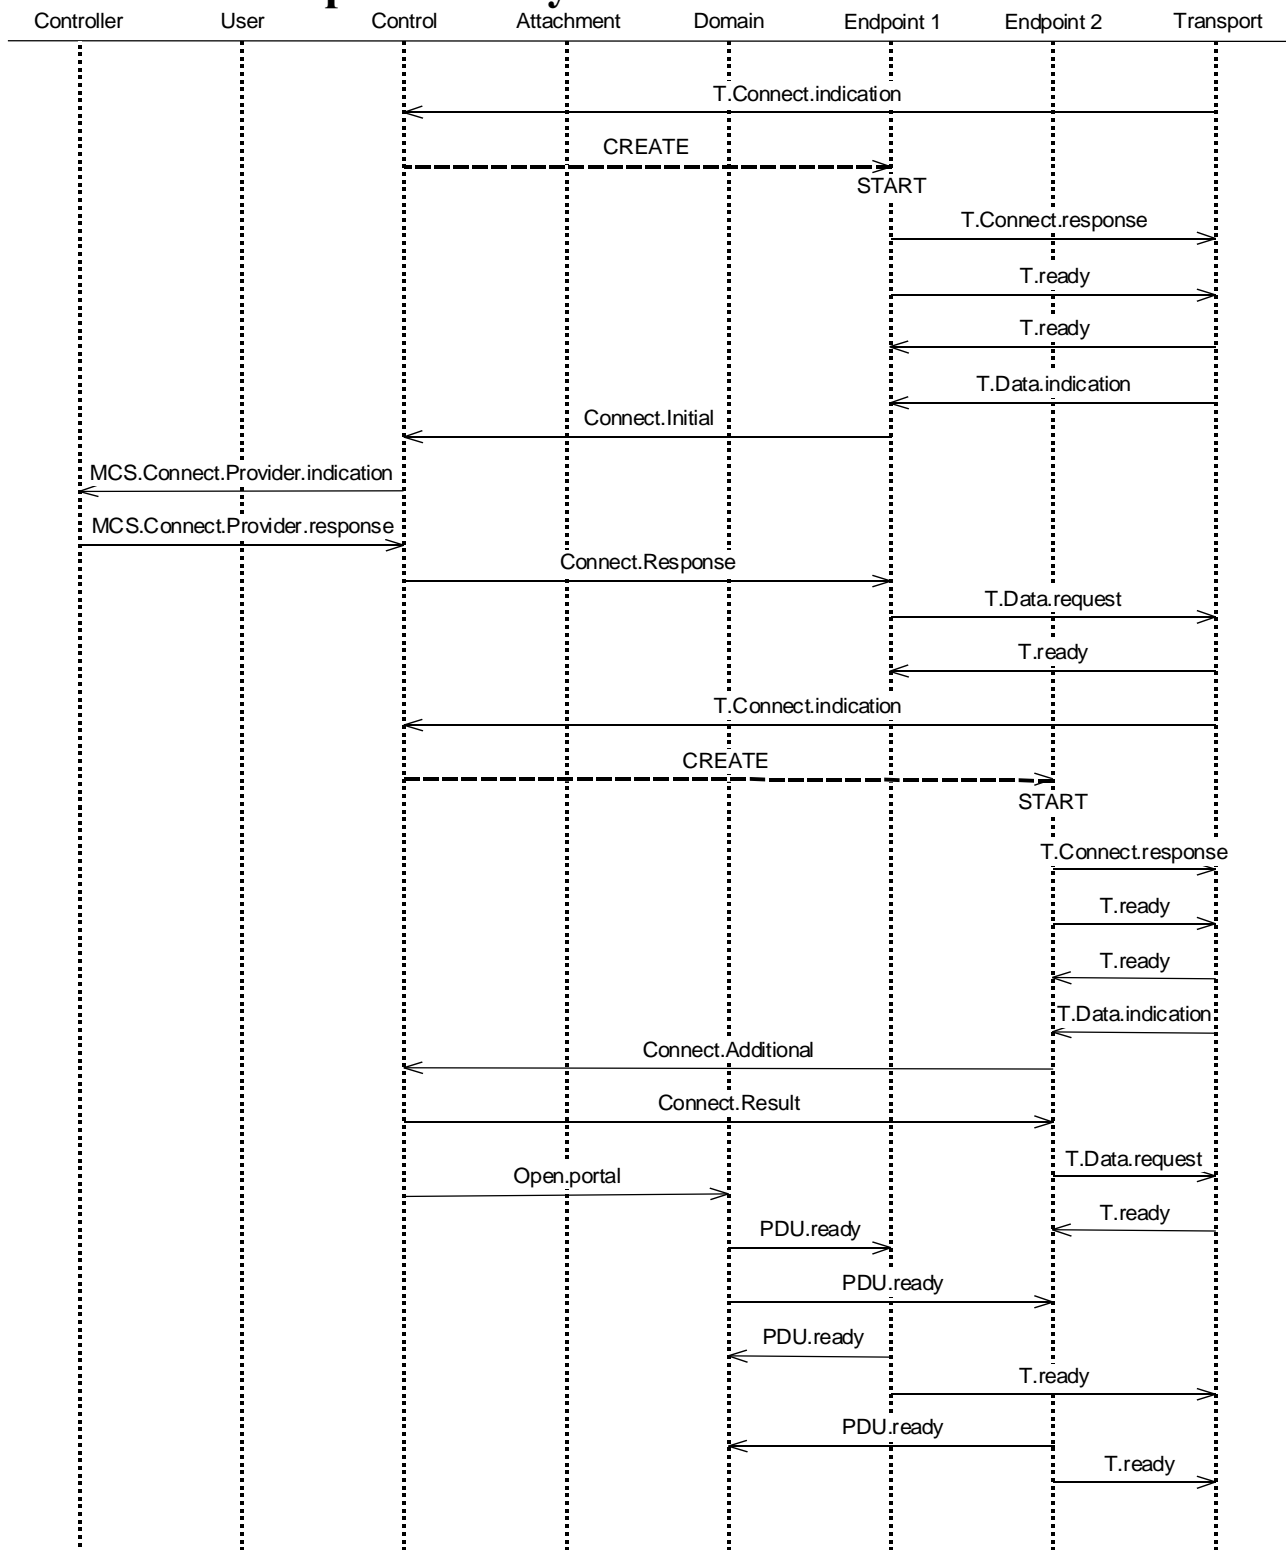 Controller User Control Attachment Domain Endpoint 1 Endpoint 2 Transport
T.Connect.indication
CREATE
START
T.Connect.response
T.ready
T.ready
T.Data.indication
Connect.Initial
MCS.Connect.Provider.indication
MCS.Connect.Provider.response
Connect.Response
T.Data.request
T.ready
T.Connect.indication
CREATE
START
T.Connect.response
T.ready
T.ready
T.Data.indication
Connect.Additional
Connect.Result
T.Data.request
Open.portal
T.ready
PDU.ready
PDU.ready
PDU.ready
T.ready
PDU.ready
T.ready